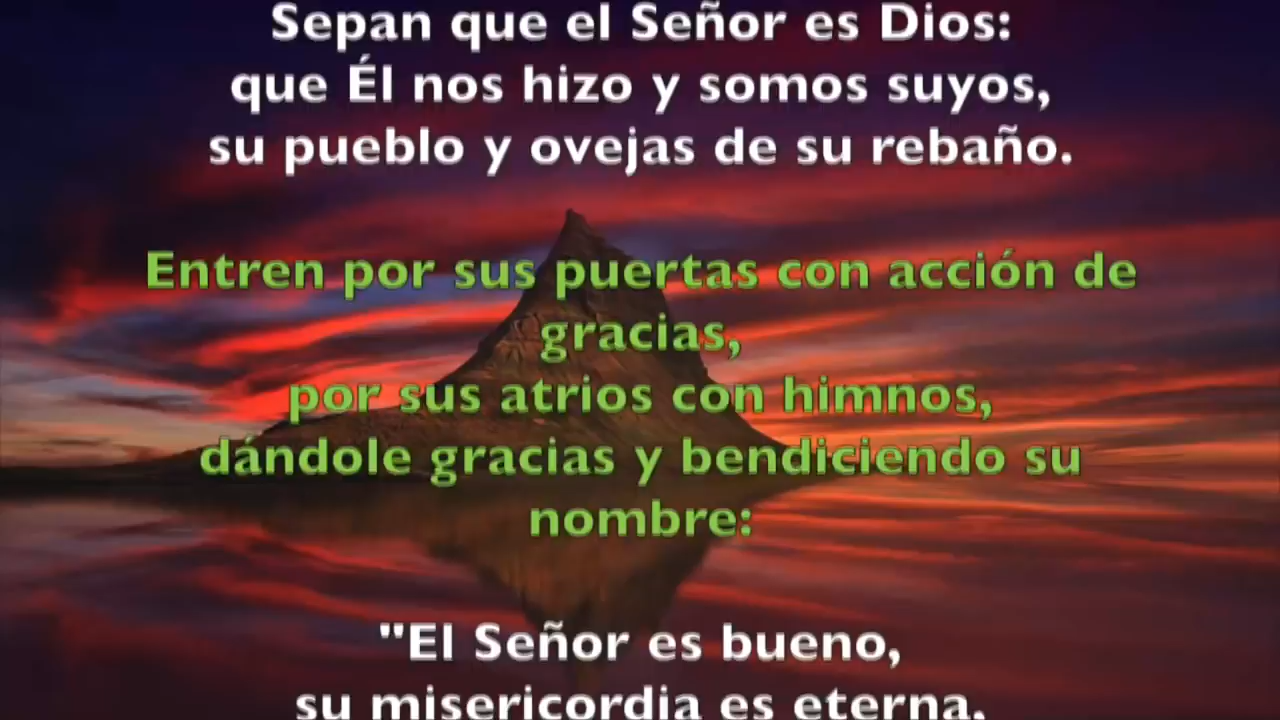 Sepan que el Señor es Dios:
que Él nos hizo y somos suyos,
su pueblo y ovejas de su rebaño.
Entren por sus puertas con acción de
gracias,
por sus atrios con himnos,
dándole gracias y bendiciendo su
nombre:
"El Señor es bueno,
su misericordia es eterna,